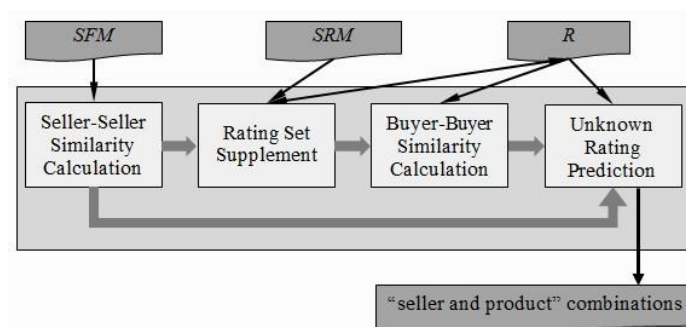 SFM
SRM
R
Seller-Seller
Similarity
Calculation
Rating Set
Supplement
Buyer-Buyer
Similarity
Calculation
Unknown
Rating
Prediction
“seller and product” combinations